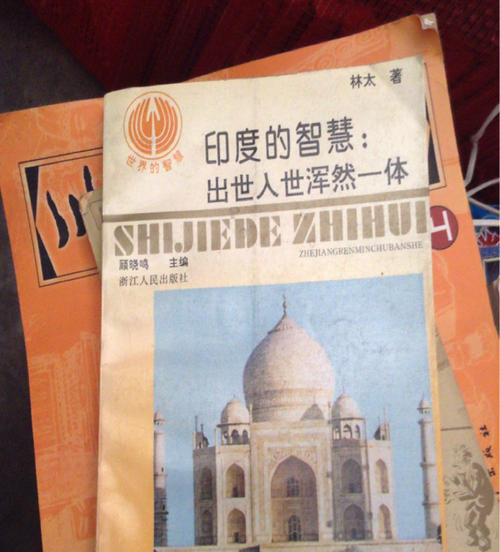 林太 著
世界的智慧
印度的智慧：
出世入世浑然一体
SHIJIEDE ZHIHUI
ZHEJIANGRENMINCHUBANSHE
顾晓鸣 主编
浙江人民出版社